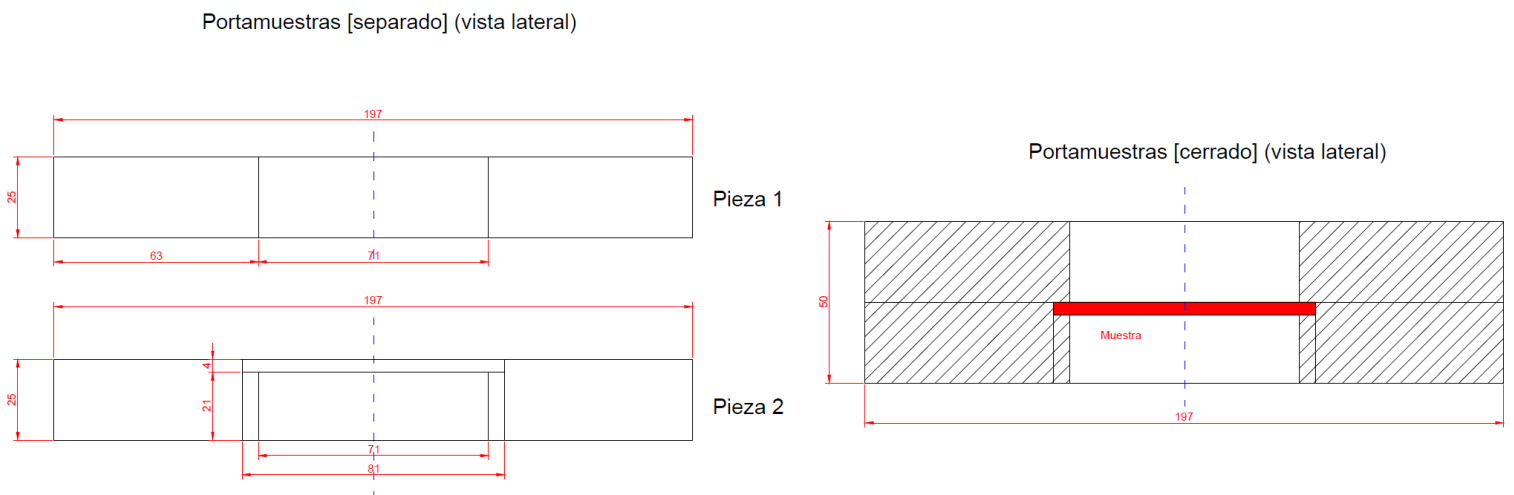 Portamuestras [separado] (vista lateral)
197
25
Pieza 1
63
71
197
4
25
21
Pieza 2
71
81
Portamuestras [cerrado] (vista lateral)
50
Muestra
197